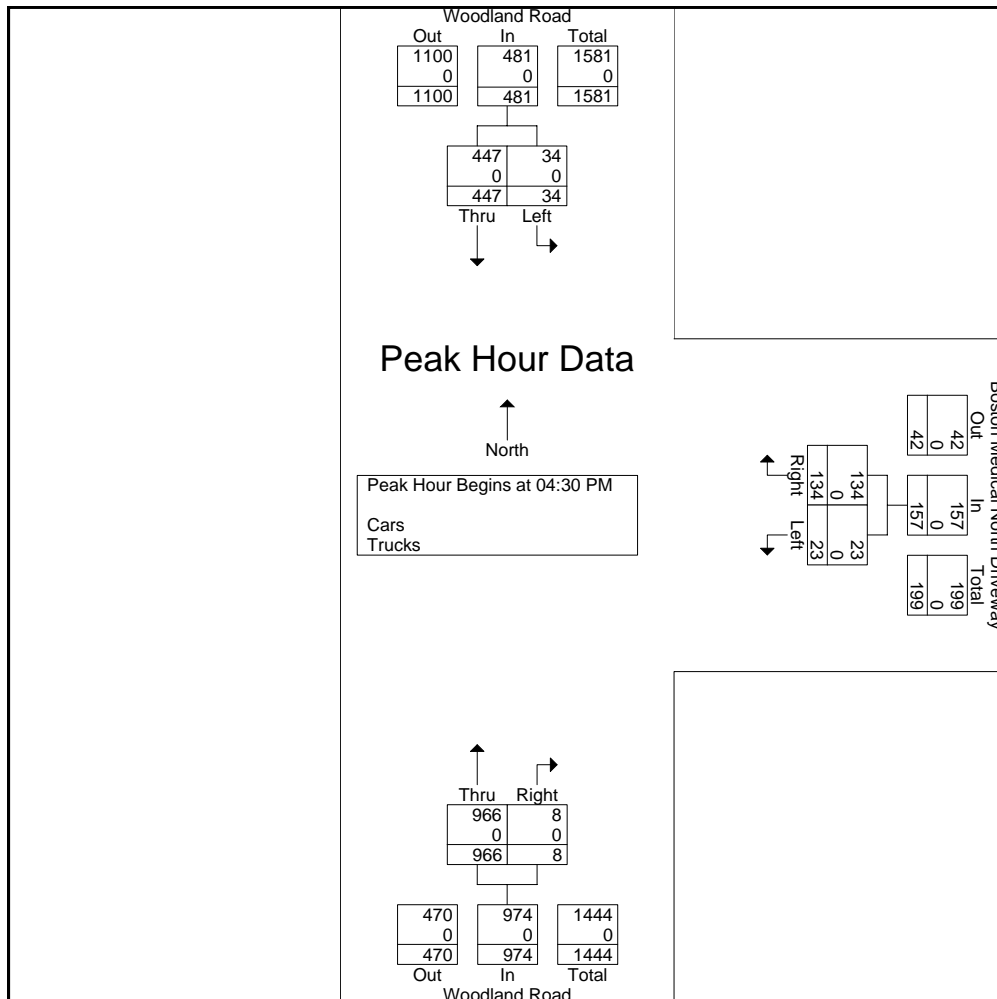 Woodland Road
Out In Total
1100 481 1581
0 0 0
1100 481 1581
447 34
0 0
447 34
Thru Left
Peak Hour Data
North
Peak Hour Begins at 04:30 PM
Cars
Trucks
Boston Medical North Driveway
Out In Total
42 157 199
0 0 0
42 157 199
134 23
0 0
134 23
Right Left
Thru Right
966 8
0 0
966 8
470 974 1444
0 0 0
470 974 1444
Out In Total
Woodland Road